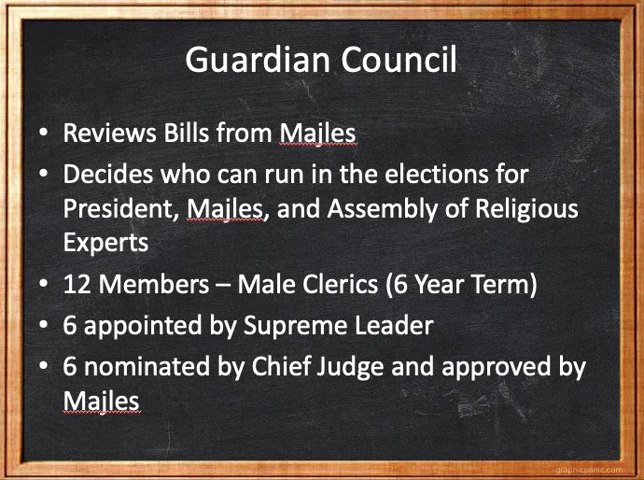 Guardian Council
• Reviews Bills from Majles
• Decides who can run in the elections for
President, Majles, and Assembly of Religious
Experts
• 12 Members – Male Clerics (6 Year Term)
• 6 appointed by Supreme Leader
• 6 nominated by Chief Judge and approved by
Majles
graphicpanic.com